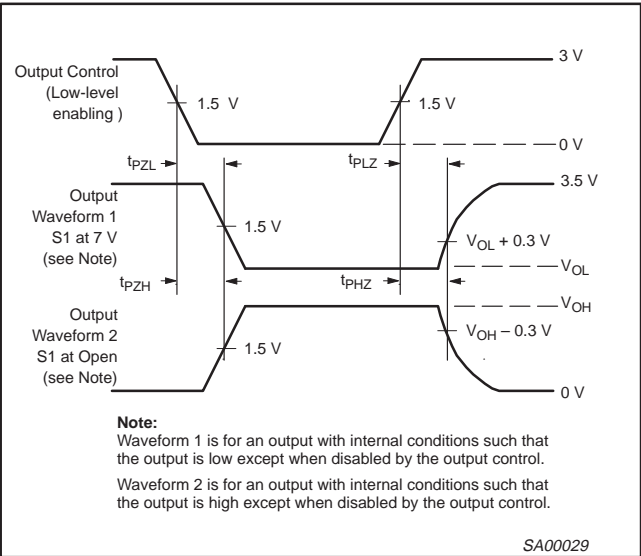 Output Control
(Low-level
enabling )
1.5 V
1.5 V
3 V
0 V
tPZL
tPLZ
Output
Waveform 1
S1 at 7 V
(see Note)
1.5 V
3.5 V
VOL + 0.3 V
VOL
tPZH
tPHZ
Output
Waveform 2
S1 at Open
(see Note)
1.5 V
VOH
VOH – 0.3 V
0 V
Note:
Waveform 1 is for an output with internal conditions such that
the output is low except when disabled by the output control.
Waveform 2 is for an output with internal conditions such that
the output is high except when disabled by the output control.
SA00029